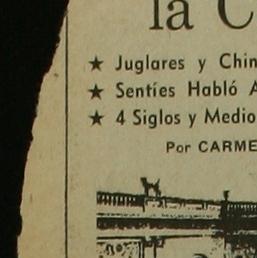 la C
★ Juglares y Chin
★ Sentíes Habló A
★ 4 Siglos y Medio
Por CARME